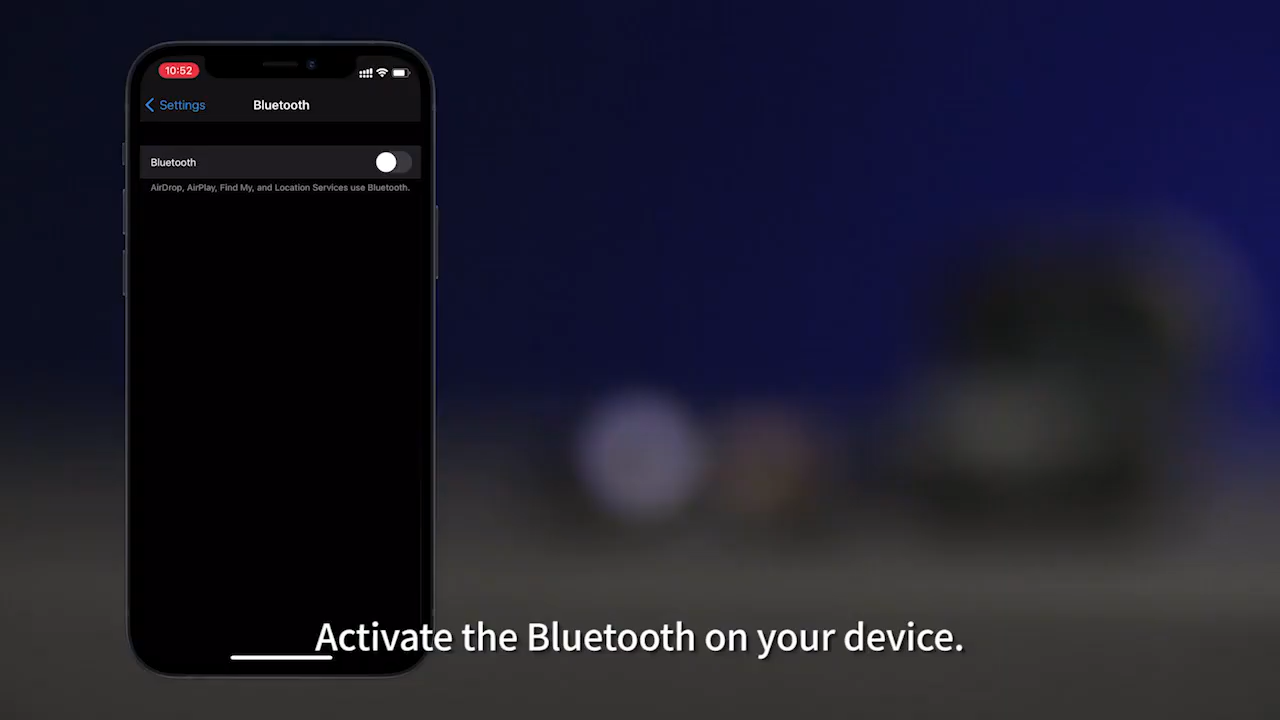 10:52
Settings
Bluetooth
Bluetooth
AirDrop, AirPlay, Find My, and Location Services use Bluetooth.
Activate the Bluetooth on your device.